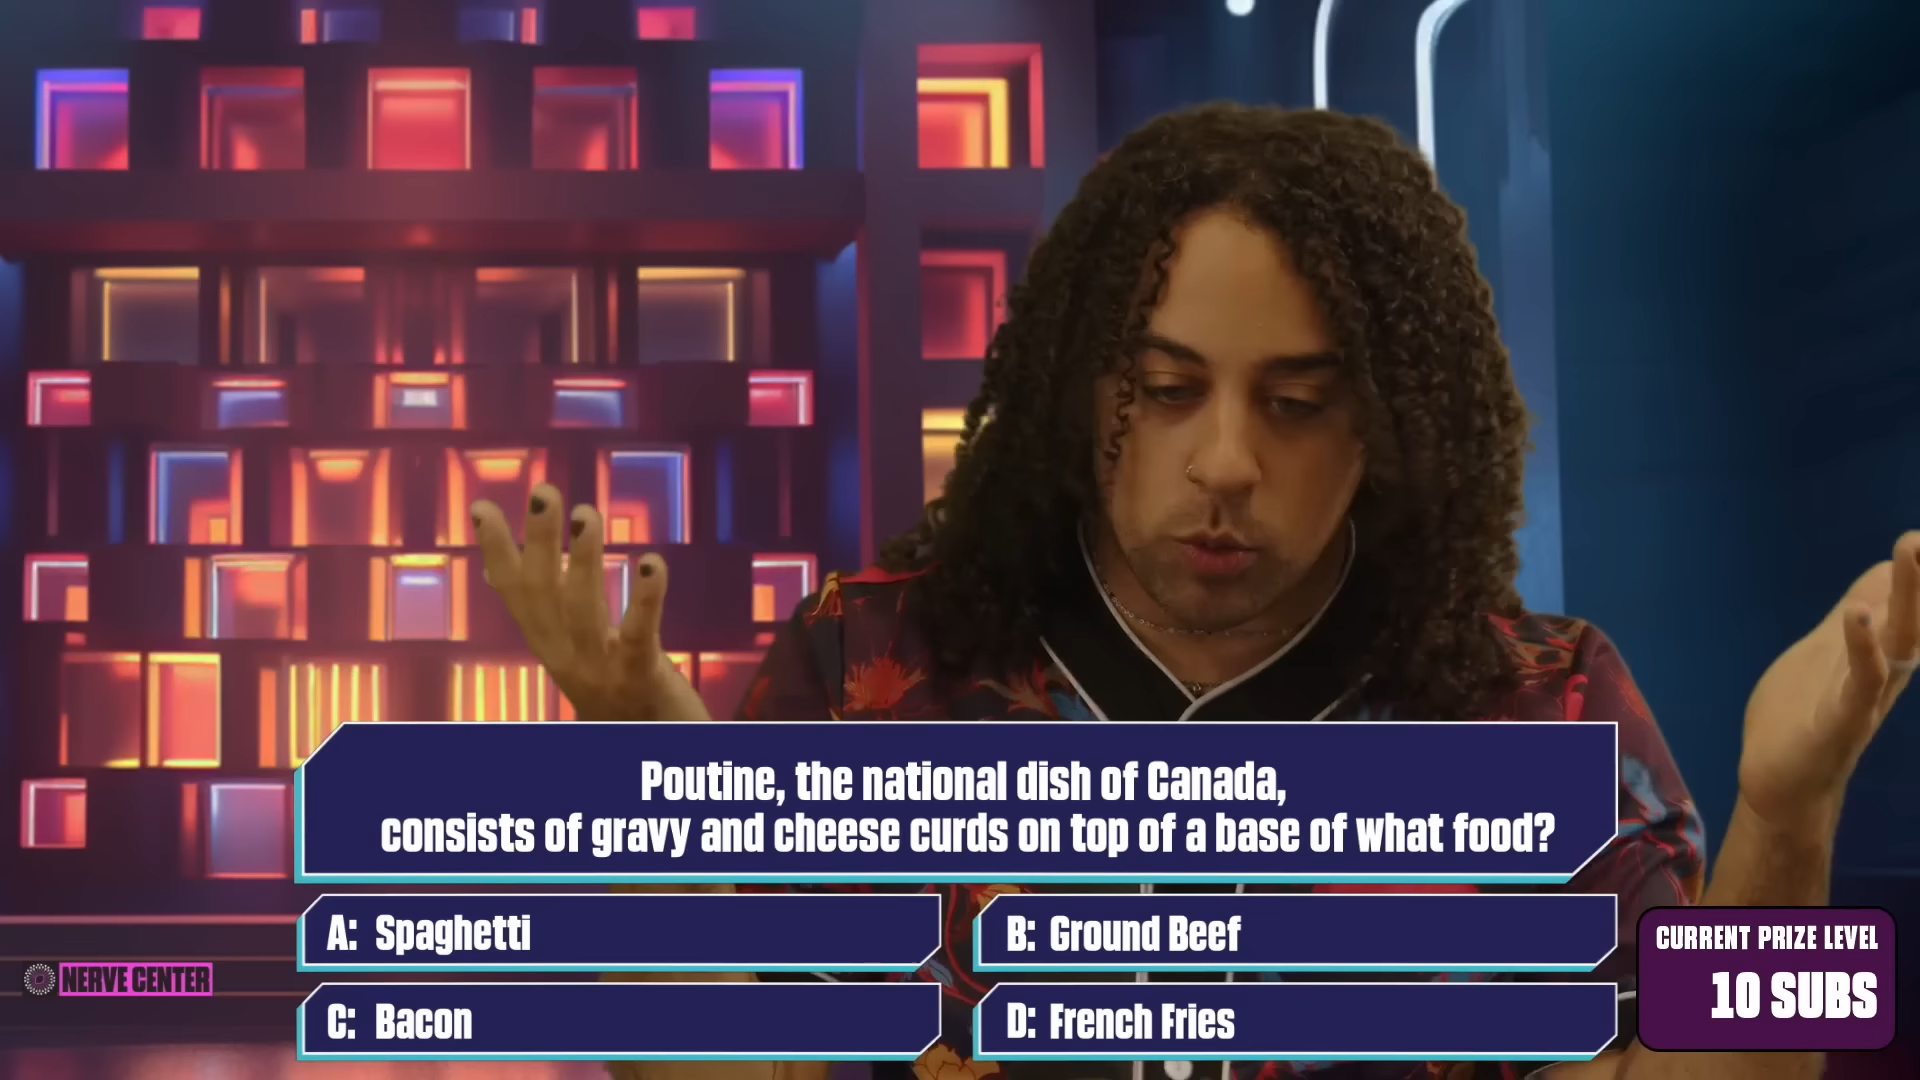 Poutine, the national dish of Canada,
consists of gravy and cheese curds on top of a base of what food?
A: Spaghetti
B: Ground Beef
C: Bacon
D: French Fries
CURRENT PRIZE LEVEL
10 SUBS
NERVE CENTER